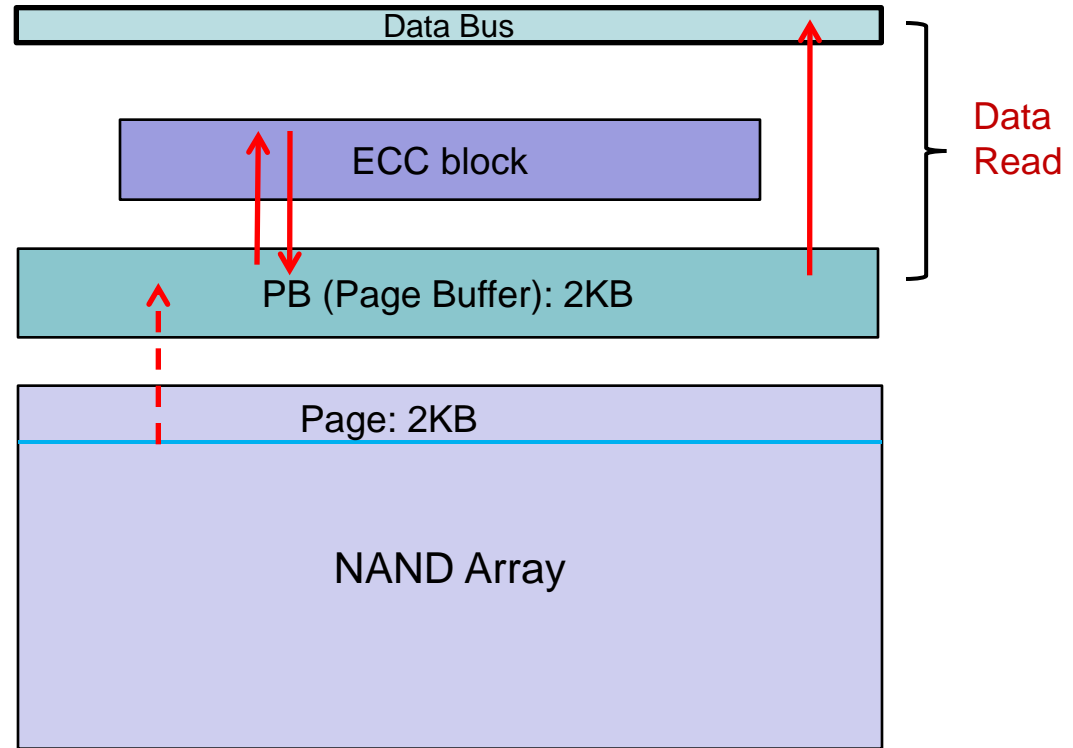 Data Bus
Data
Read
ECC block
PB (Page Buffer): 2KB
Page: 2KB
NAND Array